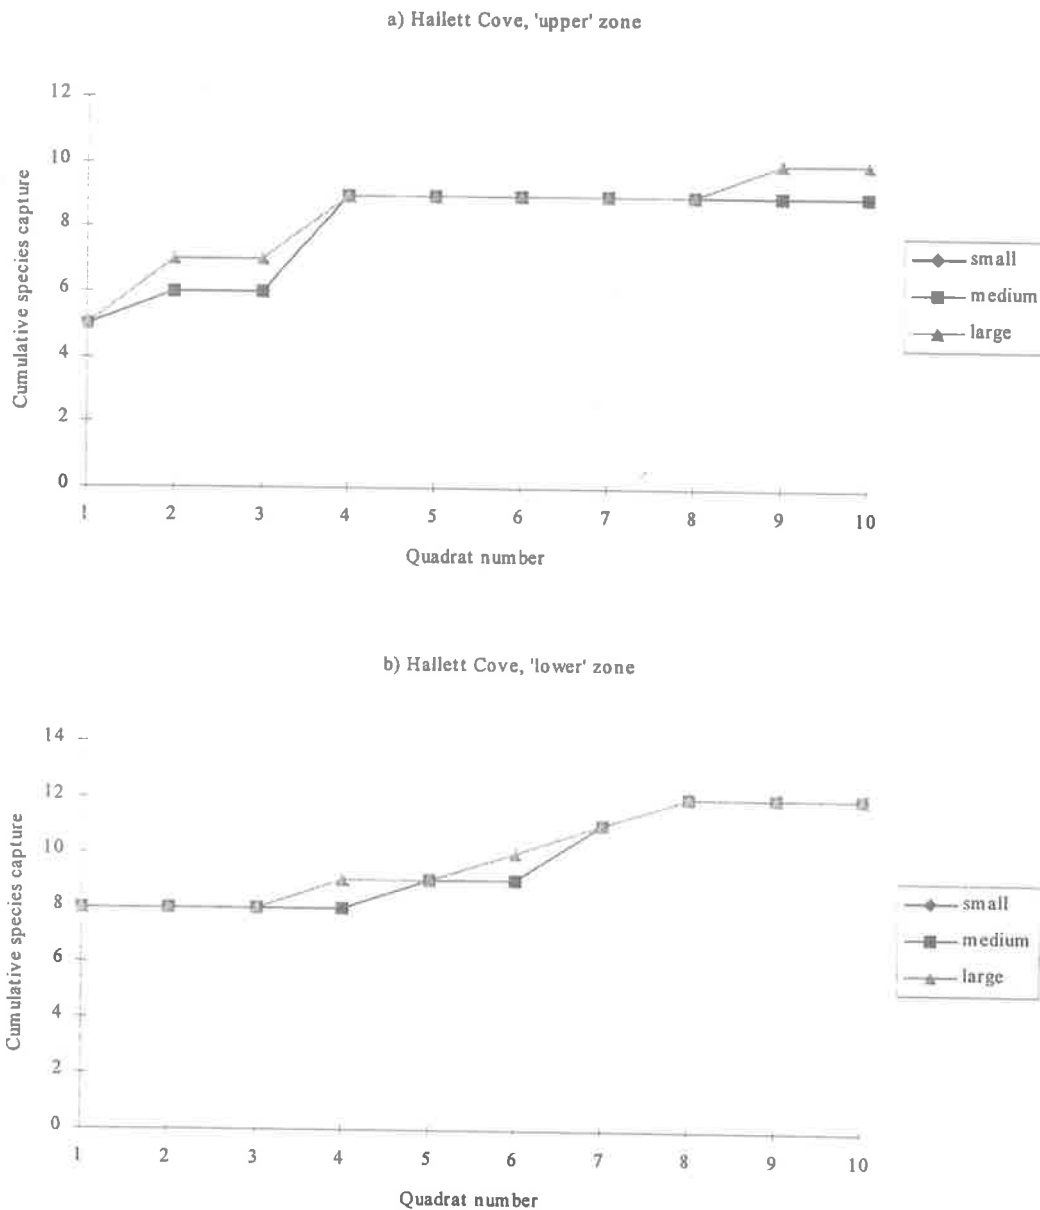 a) Hallett Cove, 'upper' zone
12
10
8
6
4
2
0
Cumulative species capture
1 2 3 4 5 6 7 8 9 10
Quadrat number
small
medium
large
b) Hallett Cove, 'lower' zone
14
12
10
8
6
4
2
0
Cumulative species capture
1 2 3 4 5 6 7 8 9 10
Quadrat number
small
medium
large